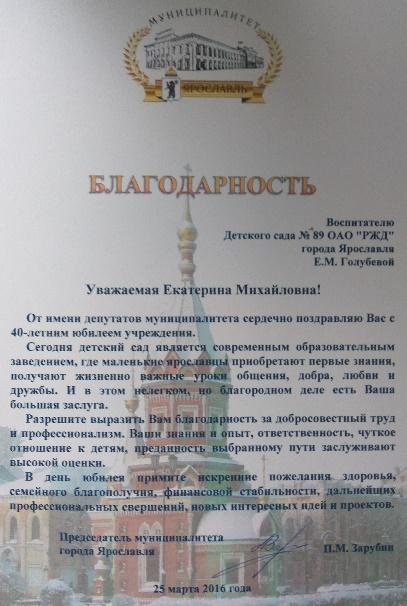 МУНИЦИПАЛИТЕТ
ЯРОСЛАВЛЬ
БЛАГОДАРНОСТЬ
Воспитателю
Детского сада № 89 ОАО "РЖД"
города Ярославля
Е.М. Голубевой
Уважаемая Екатерина Михайловна!
От имени депутатов муниципалитета сердечно поздравляю Вас с
40-летним юбилеем учреждения.
Сегодня детский сад является современным образовательным
заведением, где маленькие ярославцы приобретают первые знания,
получают жизненно важные уроки общения, добра, любви и
дружбы. И в этом нелегком, но благородном деле есть Ваша
большая заслуга.
Разрешите выразить Вам благодарность за добросовестный труд
и профессионализм. Ваши знания и опыт, ответственность, чуткое
отношение к детям, преданность выбранному пути заслуживают
высокой оценки.
В день юбилея примите искренние пожелания здоровья,
семейного благополучия, финансовой стабильности, дальнейших
профессиональных свершений, новых интересных идей и проектов.
Председатель муниципалитета
города Ярославля
П.М. Зарубин
25 марта 2016 года